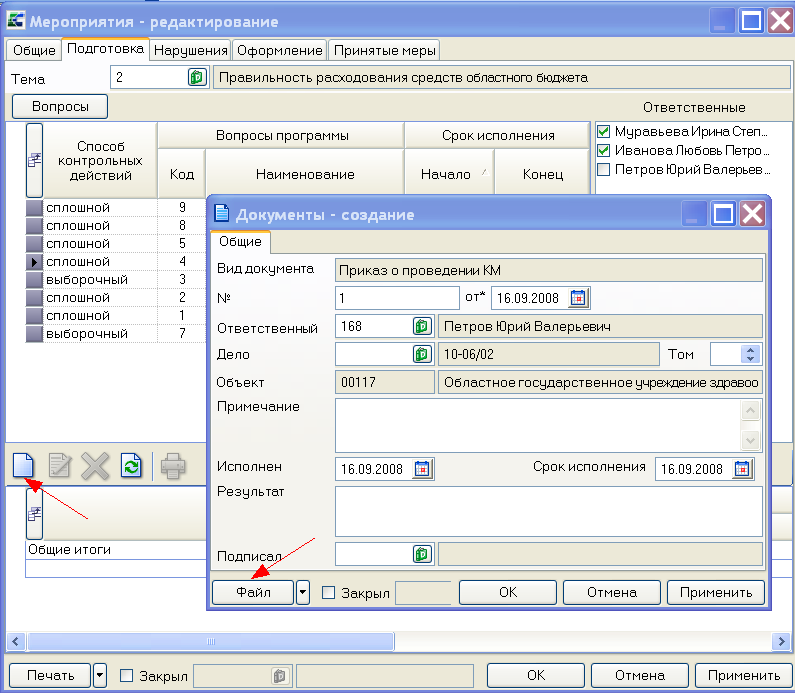 Мероприятия - редактирование
Общие Подготовка Нарушения Оформление Принятые меры
Тема 2 Правильность расходования средств областного бюджета
Вопросы Ответственные
Способ контрольных действий Вопросы программы Срок исполнения
Код Наименование Начало Конец
Муравьева Ирина Степ...
Иванова Любовь Петро...
Петров Юрий Валерьев...
сплошной 9
сплошной 8
сплошной 5
сплошной 4
выборочный 3
сплошной 2
сплошной 1
выборочный 7
Документы - создание
Общие
Вид документа Приказ о проведении КМ
№ 1 от* 16.09.2008
Ответственный 168 Петров Юрий Валерьевич
Дело 10-06/02 Том
Объект 00117 Областное государственное учреждение здравоо
Примечание
Исполнен 16.09.2008 Срок исполнения 16.09.2008
Результат
Подписал
Файл Закрыл OK Отмена Применить
Общие итоги
Печать Закрыл OK Отмена Применить